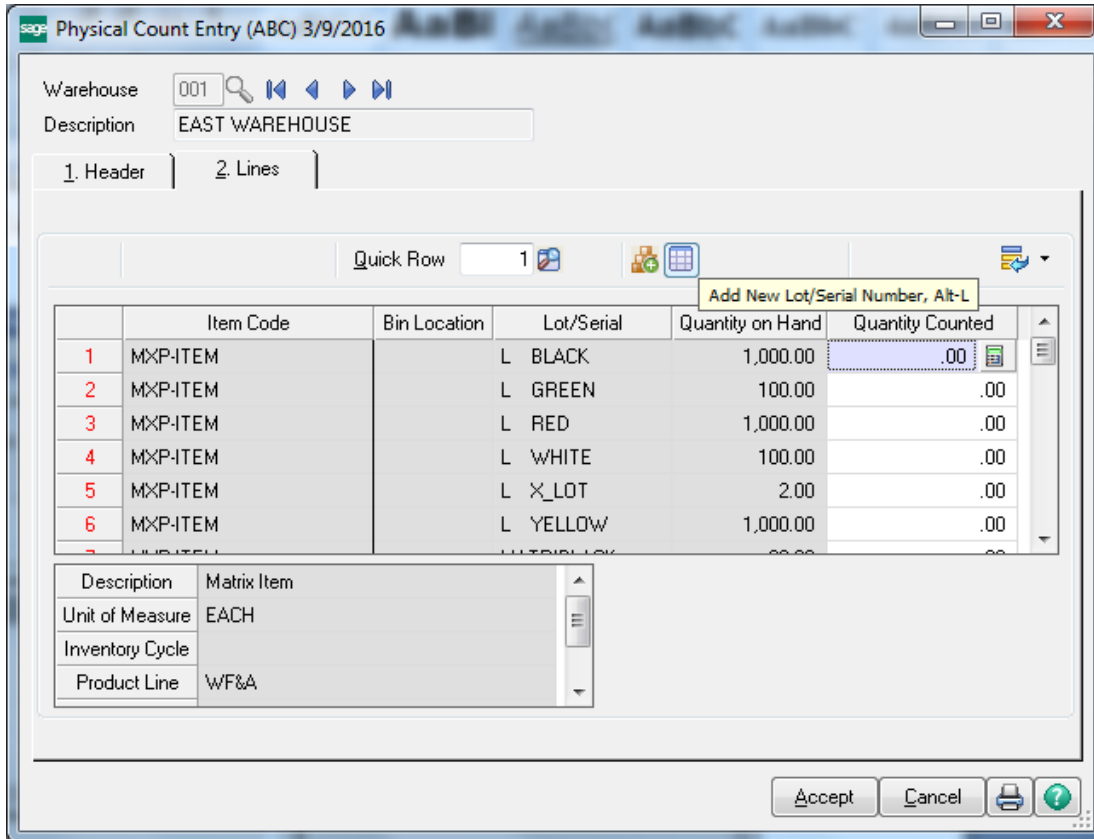 sage Physical Count Entry (ABC) 3/9/2016
Warehouse 001
Description EAST WAREHOUSE
1. Header 2. Lines
Quick Row 1
Add New Lot/Serial Number, Alt-L
Item Code Bin Location Lot/Serial Quantity on Hand Quantity Counted
1 MXP-ITEM L BLACK 1,000.00 .00
2 MXP-ITEM L GREEN 100.00 .00
3 MXP-ITEM L RED 1,000.00 .00
4 MXP-ITEM L WHITE 100.00 .00
5 MXP-ITEM L X_LOT 2.00 .00
6 MXP-ITEM L YELLOW 1,000.00 .00
Description Matrix Item
Unit of Measure EACH
Inventory Cycle
Product Line WF&A
Accept Cancel